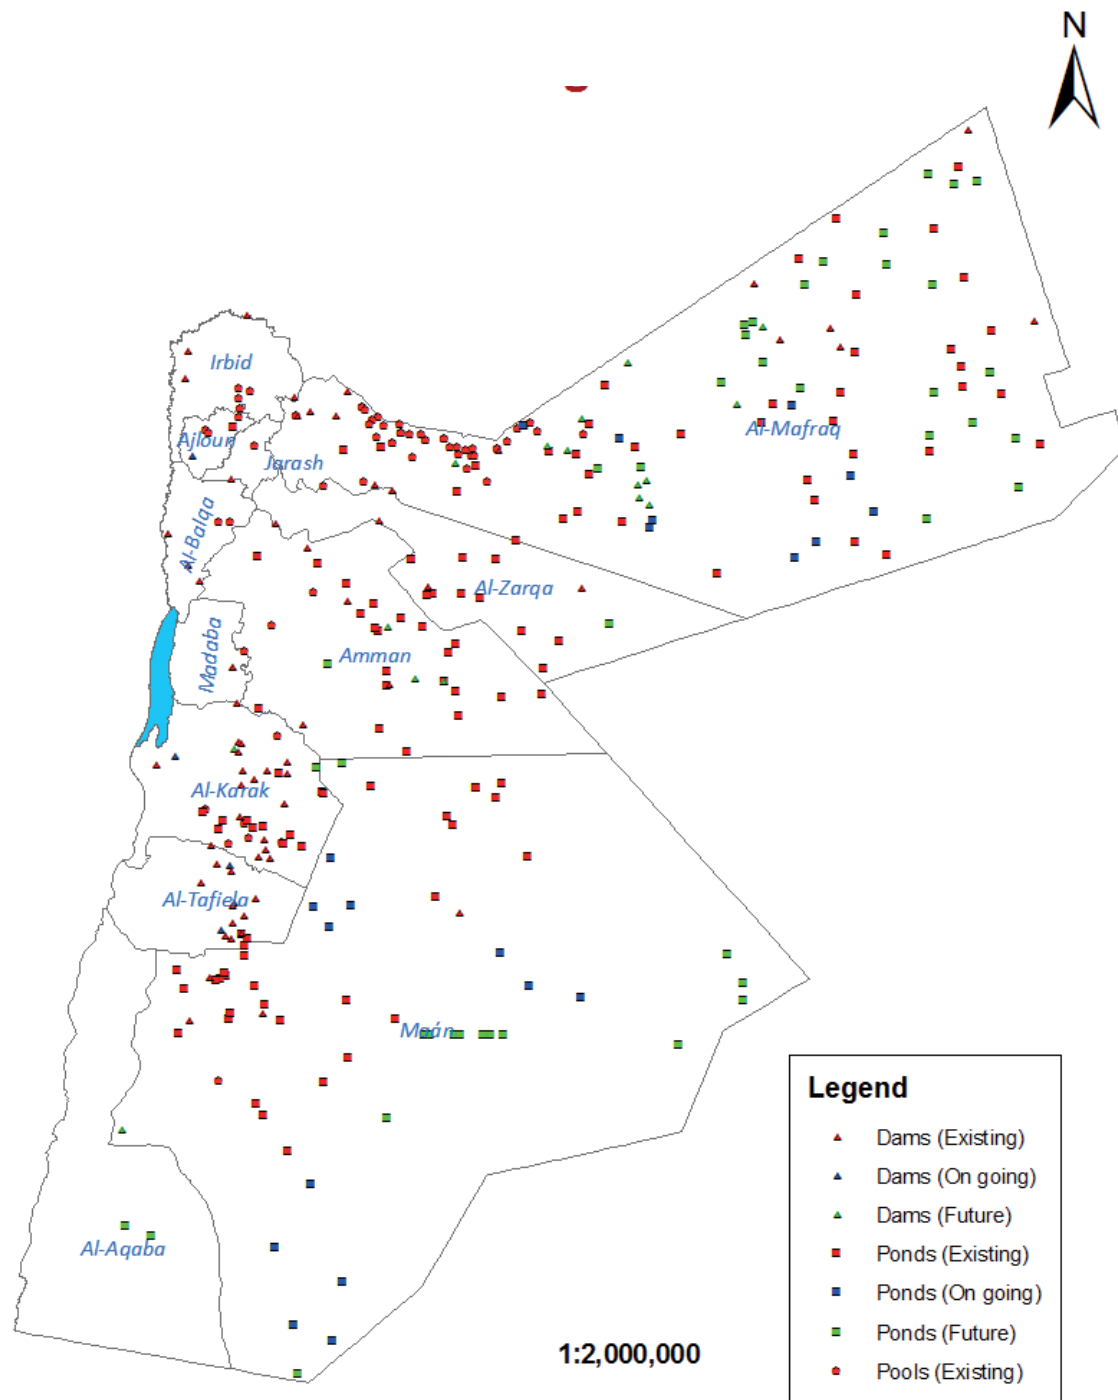 N
Irbid
Ajloun
Jarash
Al-Mafraq
Al-Balqa
Al-Zarqa
Madaba
Amman
Al-Karak
Al-Tafiela
Maán
Al-Aqaba
1:2,000,000
Legend
Dams (Existing)
Dams (On going)
Dams (Future)
Ponds (Existing)
Ponds (On going)
Ponds (Future)
Pools (Existing)